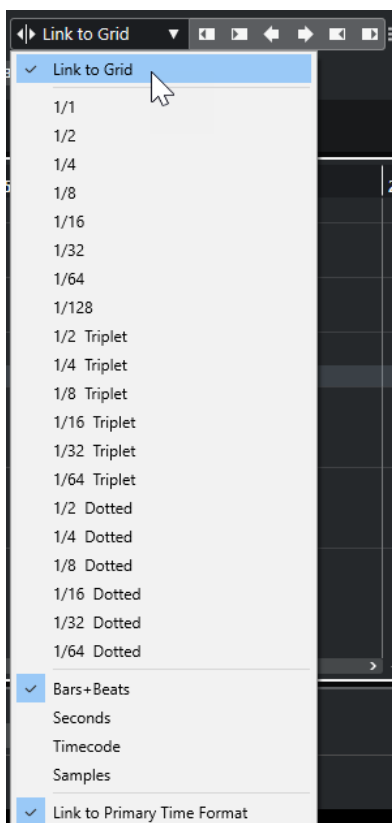 Link to Grid
Link to Grid
1/1
1/2
1/4
1/8
1/16
1/32
1/64
1/128
1/2 Triplet
1/4 Triplet
1/8 Triplet
1/16 Triplet
1/32 Triplet
1/64 Triplet
1/2 Dotted
1/4 Dotted
1/8 Dotted
1/16 Dotted
1/32 Dotted
1/64 Dotted
Bars+Beats
Seconds
Timecode
Samples
Link to Primary Time Format